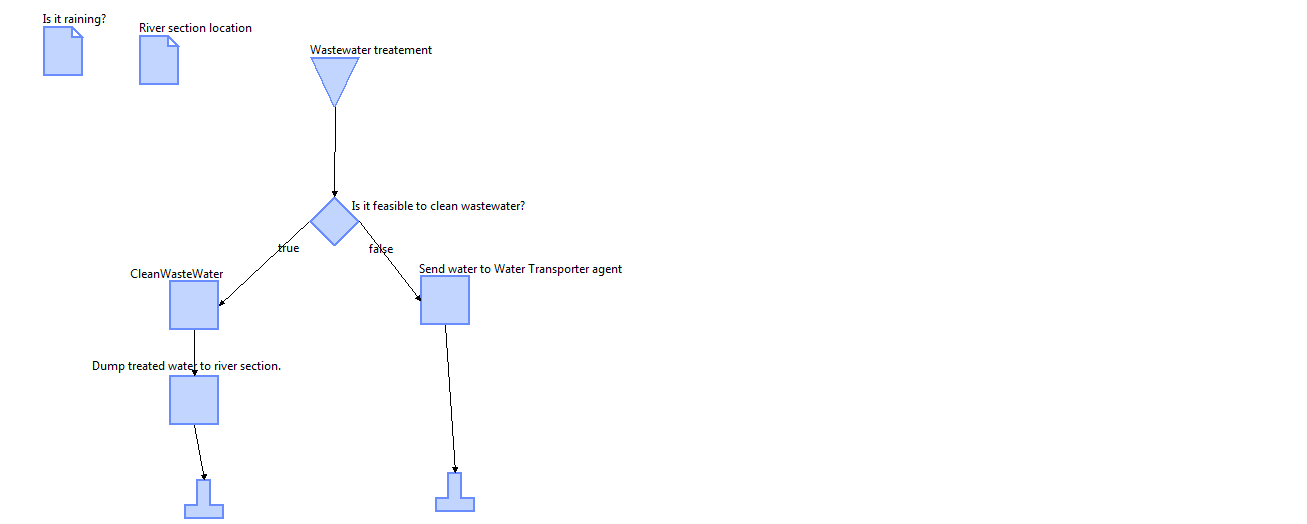 Is it raining?
River section location
Wastewater treatement
Is it feasible to clean wastewater?
true
false
CleanWasteWater
Send water to Water Transporter agent
Dump treated water to river section.